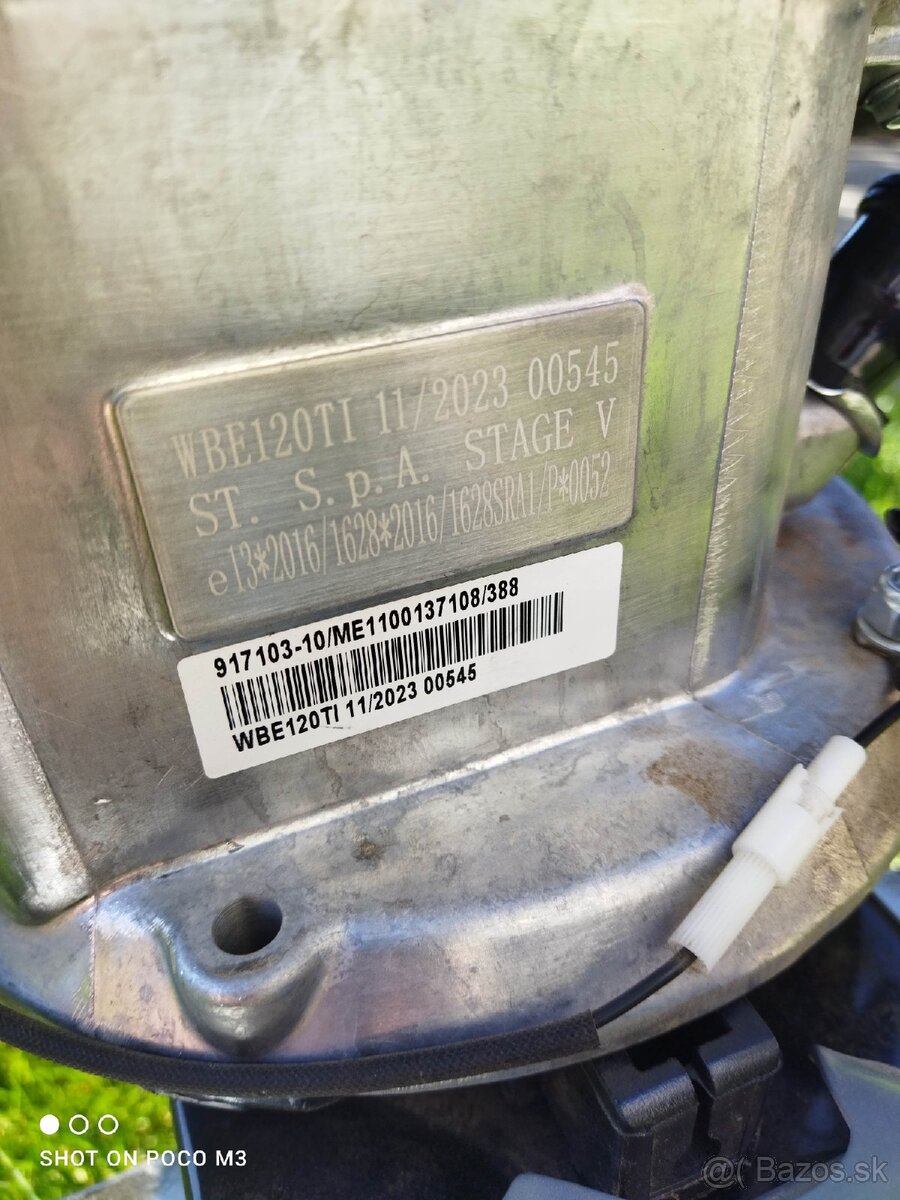 WBE120TI 11/2023 00545
ST. S.p.A. STAGE V
e13*2016/1628*2016/1628SRA1/P*0052
917103-10/ME1100137108/388
WBE120TI 11/2023 00545
SHOT ON POCO M3
@( Bazos.sk